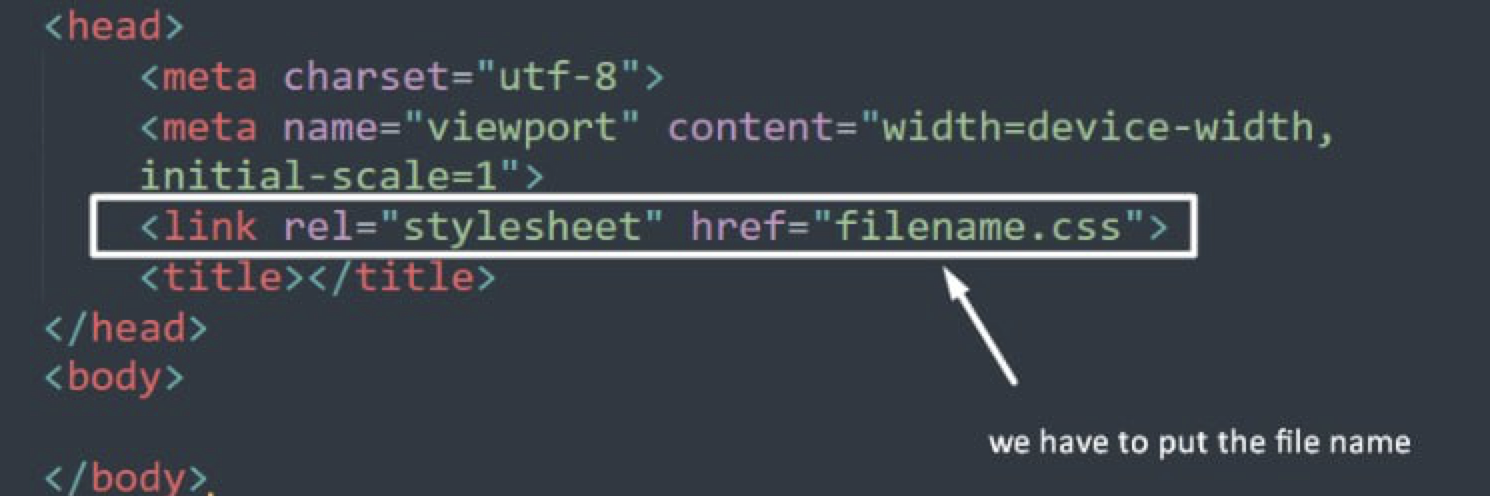 <head>
<meta charset="utf-8">
<meta name="viewport" content="width=device-width,
initial-scale=1">
<link rel="stylesheet" href="filename.css">
<title></title>
</head>
<body>
we have to put the file name
</body>